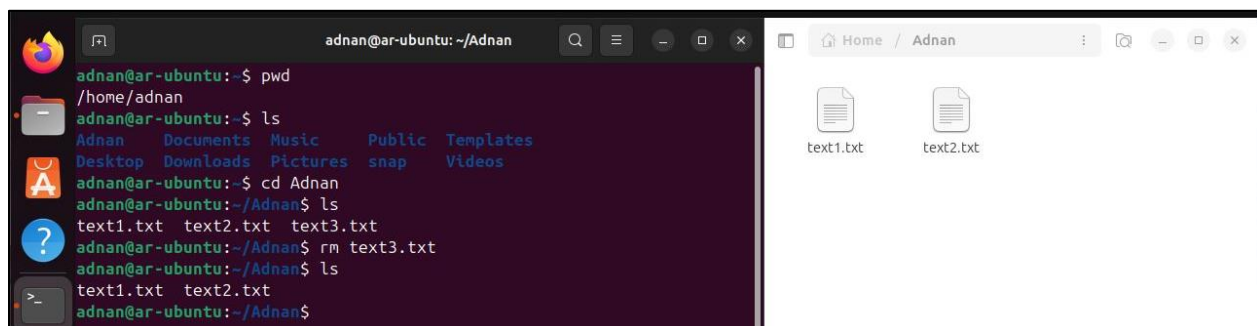 adnan@ar-ubuntu: ~/Adnan
adnan@ar-ubuntu:~$ pwd
/home/adnan
adnan@ar-ubuntu:~$ ls
Adnan Documents Music Public Templates
Desktop Downloads Pictures snap Videos
adnan@ar-ubuntu:~$ cd Adnan
adnan@ar-ubuntu:~/Adnan$ ls
text1.txt text2.txt text3.txt
adnan@ar-ubuntu:~/Adnan$ rm text3.txt
adnan@ar-ubuntu:~/Adnan$ ls
text1.txt text2.txt
adnan@ar-ubuntu:~/Adnan$
Home / Adnan
text1.txt text2.txt